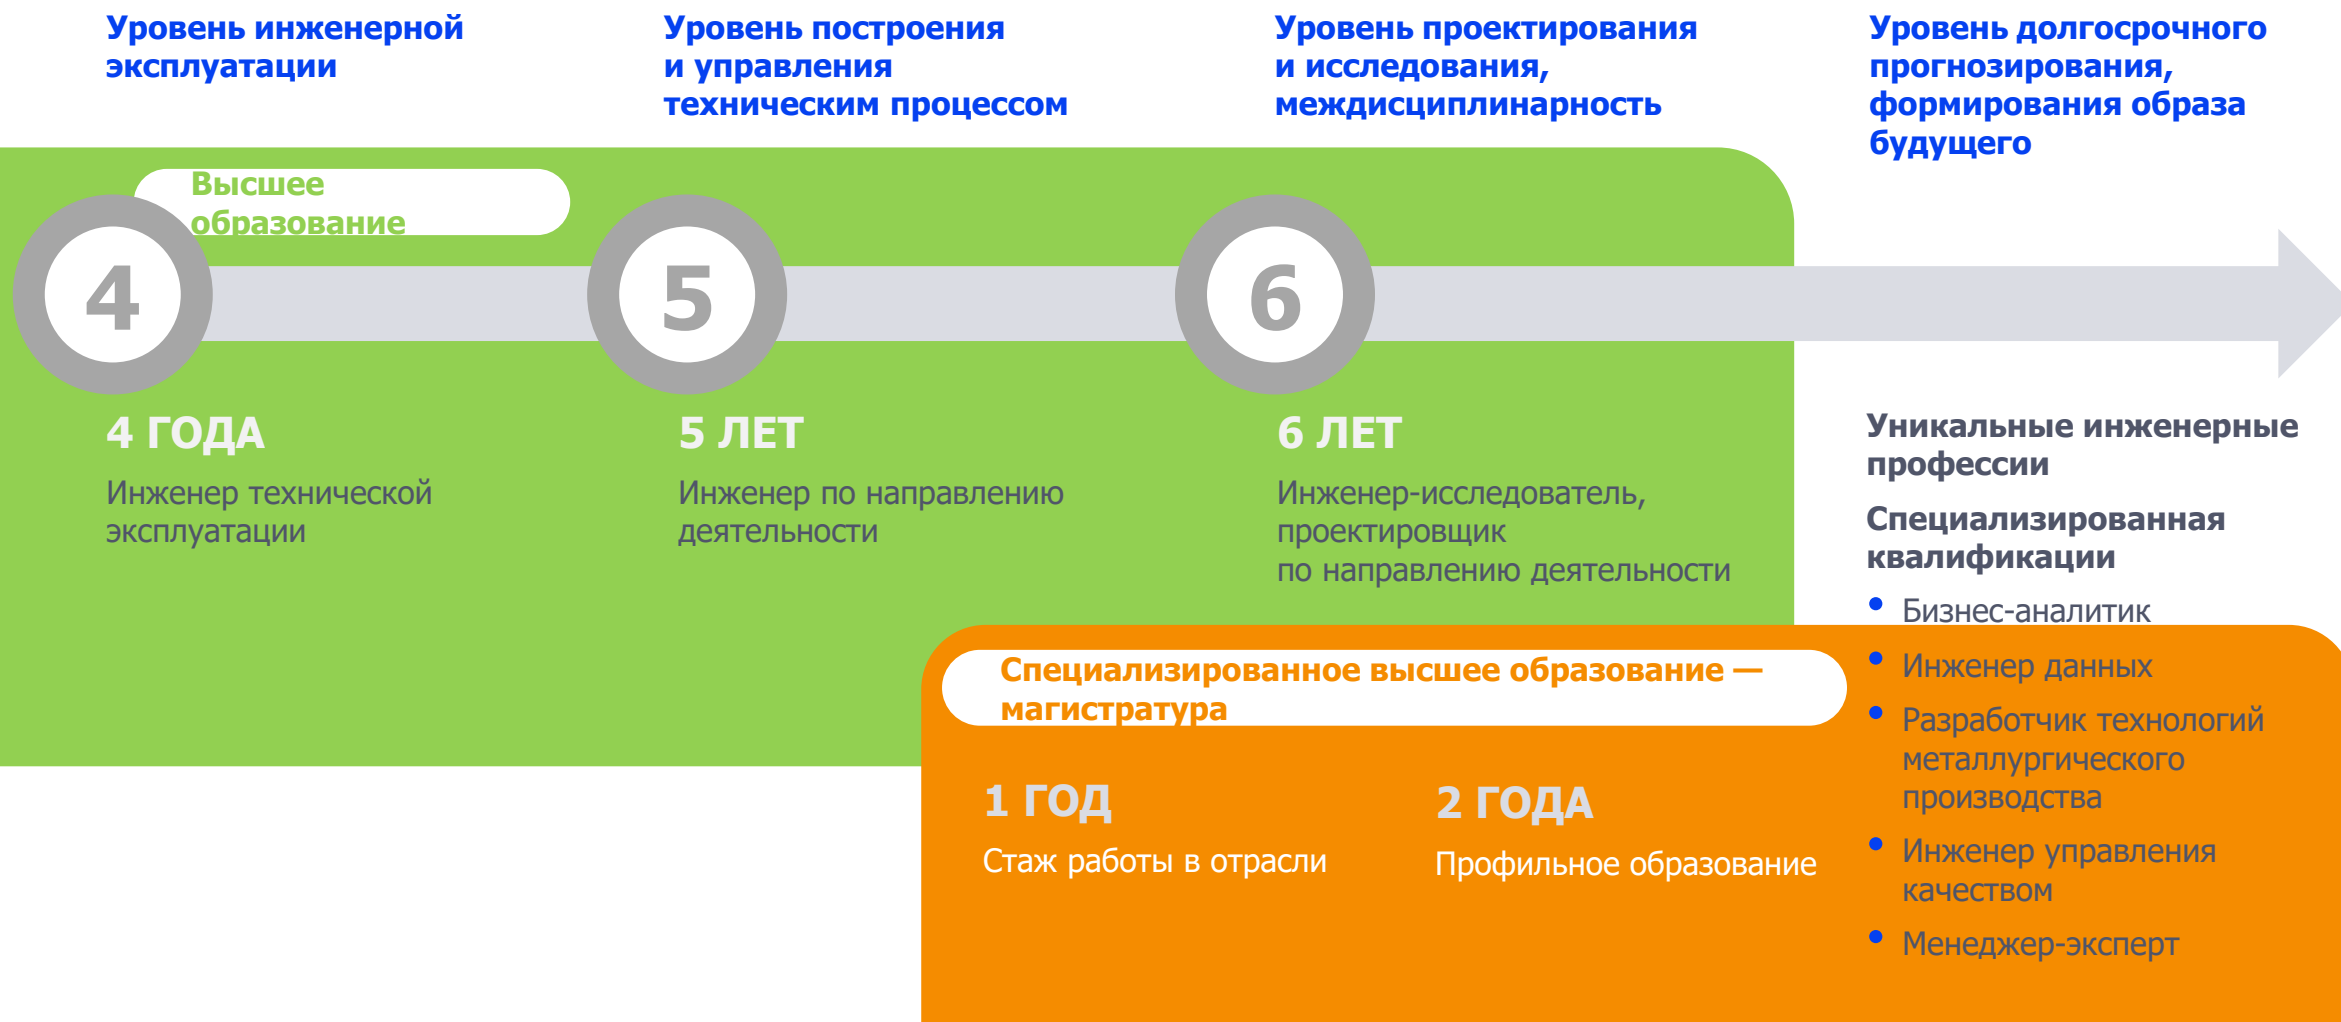 Уровень инженерной
эксплуатации
Уровень построения
и управления
техническим процессом
Уровень проектирования
и исследования,
междисциплинарность
Уровень долгосрочного
прогнозирования,
формирования образа
будущего
Высшее
образование
4
5
6
4 ГОДА
Инженер технической
эксплуатации
5 ЛЕТ
Инженер по направлению
деятельности
6 ЛЕТ
Инженер-исследователь,
проектировщик
по направлению деятельности
Уникальные инженерные
профессии
Специализированная
квалификации
Бизнес-аналитик
Инженер данных
Разработчик технологий
металлургического
производства
Инженер управления
качеством
Менеджер-эксперт
Специализированное высшее образование —
магистратура
1 ГОД
Стаж работы в отрасли
2 ГОДА
Профильное образование